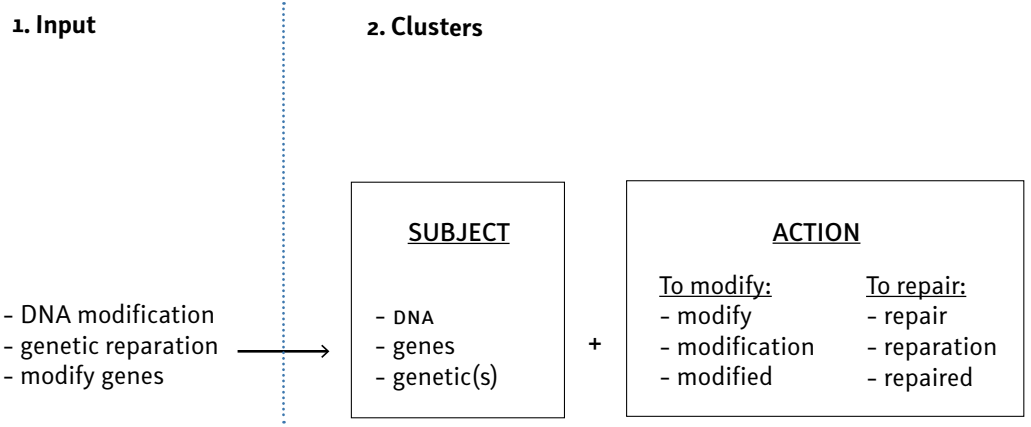 1. Input
2. Clusters
- DNA modification
- genetic reparation
- modify genes
SUBJECT
- DNA
- genes
- genetic(s)
+
ACTION
To modify:
- modify
- modification
- modified
To repair:
- repair
- reparation
- repaired